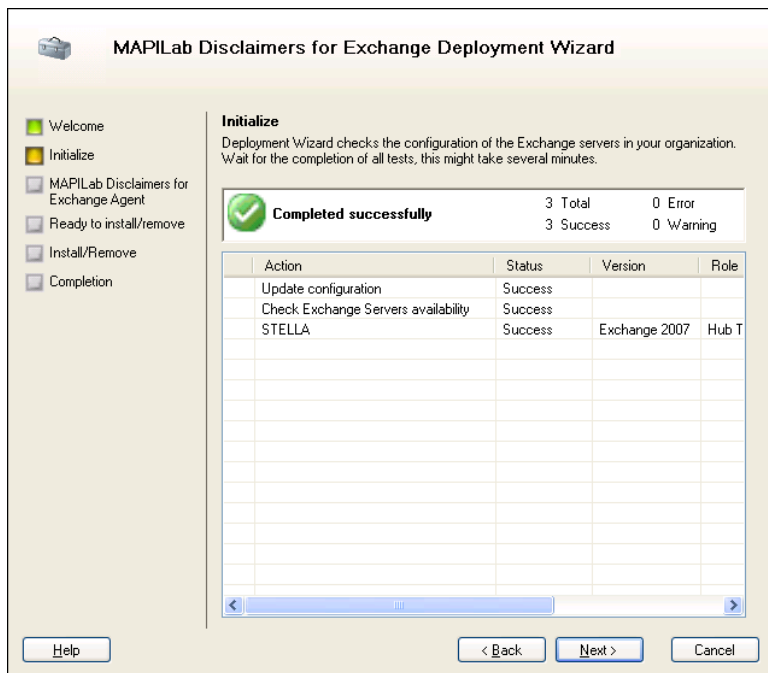 MAPILab Disclaimers for Exchange Deployment Wizard
Welcome
Initialize
MAPILab Disclaimers for
Exchange Agent
Ready to install/remove
Install/Remove
Completion
Initialize
Deployment Wizard checks the configuration of the Exchange servers in your organization.
Wait for the completion of all tests, this might take several minutes.
Completed successfully
3 Total 0 Error
3 Success 0 Warning
Action Status Version Role
Update configuration Success
Check Exchange Servers availability Success
STELLA Success Exchange 2007 Hub T
Help < Back Next > Cancel